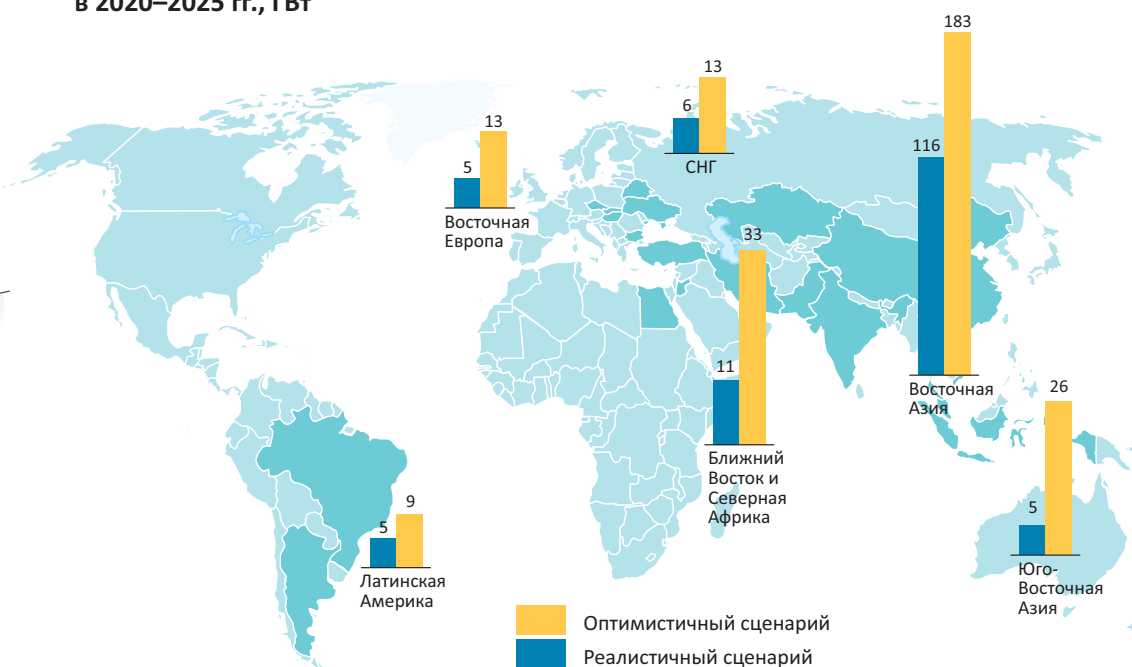 в 2020–2025 гг., ГВт
183
13
6
СНГ
13
5
Восточная
Европа
116
33
11
Ближний
Восток и
Северная
Африка
Восточная
Азия
26
5
Юго-
Восточная
Азия
9
5
Латинская
Америка
Оптимистичный сценарий
Реалистичный сценарий